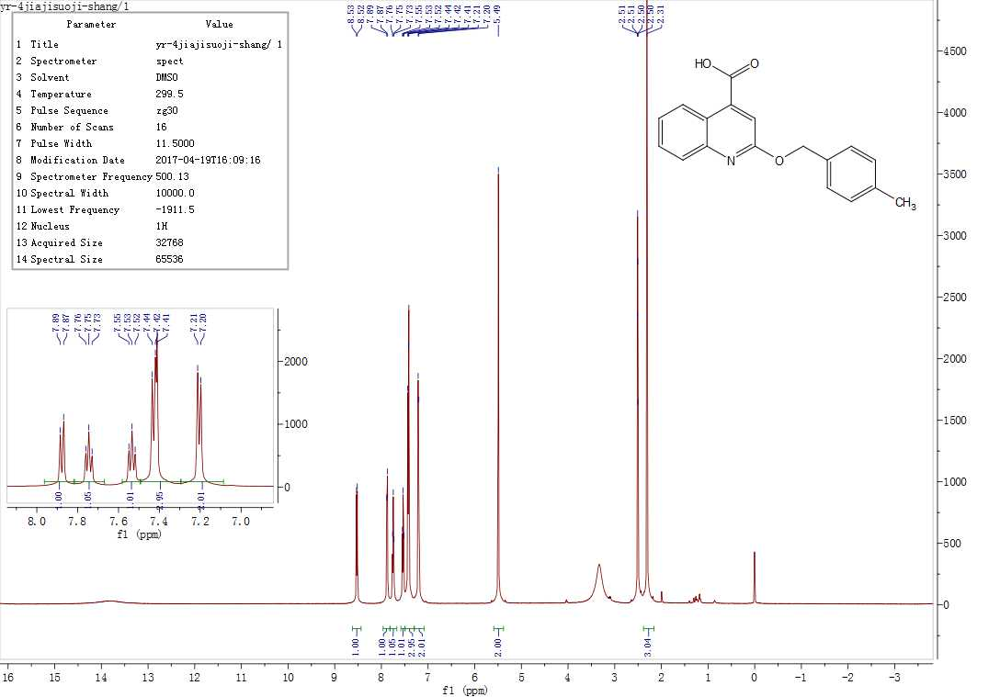 yr-4jiajisuoji-shang/1
Parameter Value
1 Title yr-4jiajisuoji-shang/ 1
2 Spectrometer spect
3 Solvent DMSO
4 Temperature 299.5
5 Pulse Sequence zg30
6 Number of Scans 16
7 Pulse Width 11.5000
8 Modification Date 2017-04-19T16:09:16
9 Spectrometer Frequency 500.13
10 Spectral Width 10000.0
11 Lowest Frequency -1911.5
12 Nucleus 1H
13 Acquired Size 32768
14 Spectral Size 65536
8.53 8.52 7.89 7.87 7.76 7.75 7.73 7.55 7.53 7.52 7.44 7.42 7.41 7.21 7.20 5.49 2.51 2.51 2.50 2.50 2.31
HO O
N O
CH3
4500
4000
3500
3000
2500
2000
1500
1000
500
0
7.89 7.87 7.76 7.75 7.73 7.55 7.53 7.52 7.44 7.42 7.41 7.21 7.20
2000
1000
0
1.00 1.05 1.01 2.95 2.01
8.0 7.8 7.6 7.4 7.2 7.0
f1 (ppm)
1.00 1.00 1.05 1.01 2.95 2.01 2.00 3.04
16 15 14 13 12 11 10 9 8 7 6 5 4 3 2 1 0 -1 -2 -3
f1 (ppm)